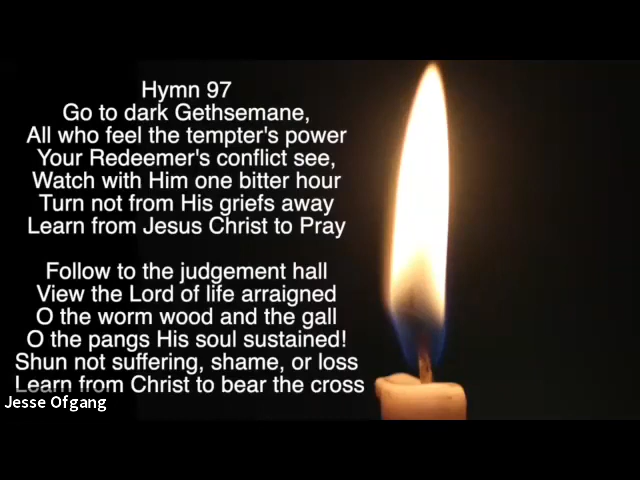 Hymn 97
Go to dark Gethsemane,
All who feel the tempter's power
Your Redeemer's conflict see,
Watch with Him one bitter hour
Turn not from His griefs away
Learn from Jesus Christ to Pray
Follow to the judgement hall
View the Lord of life arraigned
O the worm wood and the gall
O the pangs His soul sustained!
Shun not suffering, shame, or loss
Learn from Christ to bear the cross
Jesse Ofgang